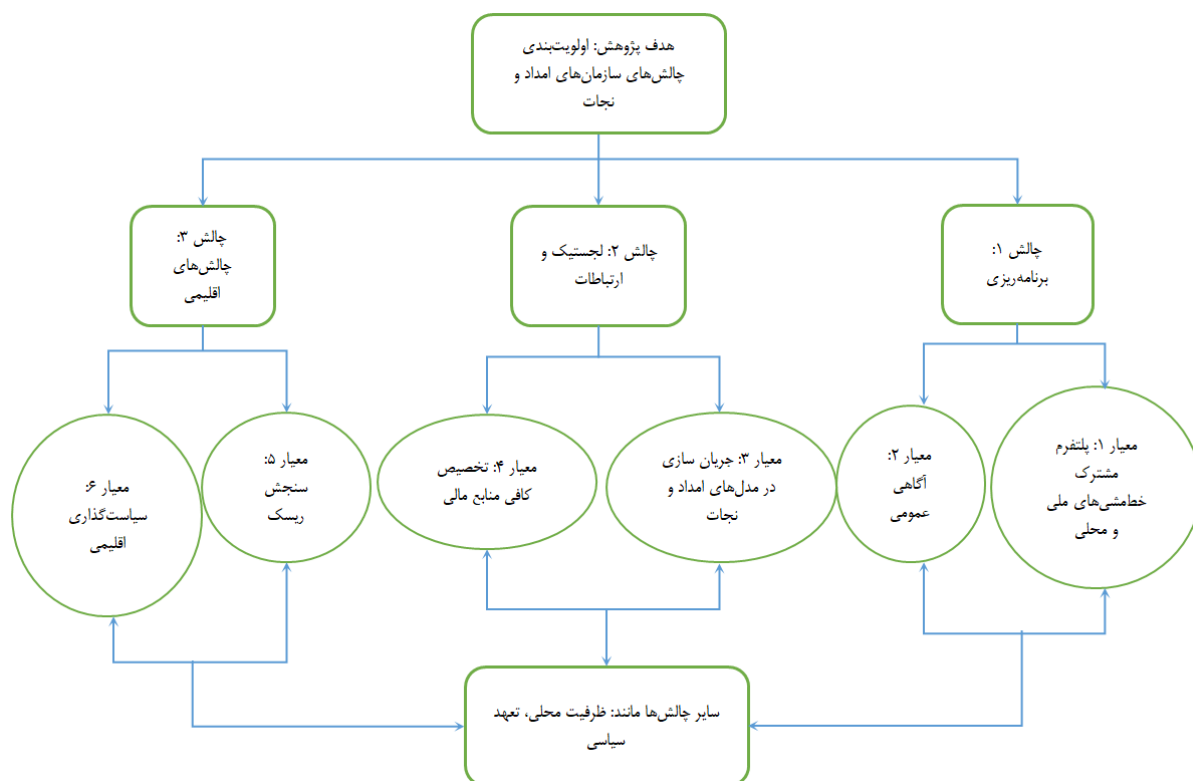 هدف پژوهش: اولویت‌بندی
چالش‌های سازمان‌های امداد و
نجات
چالش ۱:
برنامه‌ریزی
چالش ۲: لجستیک و
ارتباطات
چالش ۳:
چالش‌های
اقلیمی
معیار ۱: پلتفرم
مشترک
خط‌مشی‌های ملی
و محلی
معیار ۲:
آگاهی
عمومی
معیار ۳: جریان سازی
در مدل‌های امداد و
نجات
معیار ۴: تخصیص
کافی منابع مالی
معیار ۵:
سنجش
ریسک
معیار ۶:
سیاست‌گذاری
اقلیمی
سایر چالش‌ها مانند: ظرفیت محلی، تعهد
سیاسی